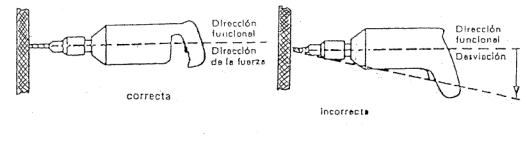 Dirección
funcional
Dirección
de la fuerza
correcta
Dirección
funcional
Desviación
incorrecta